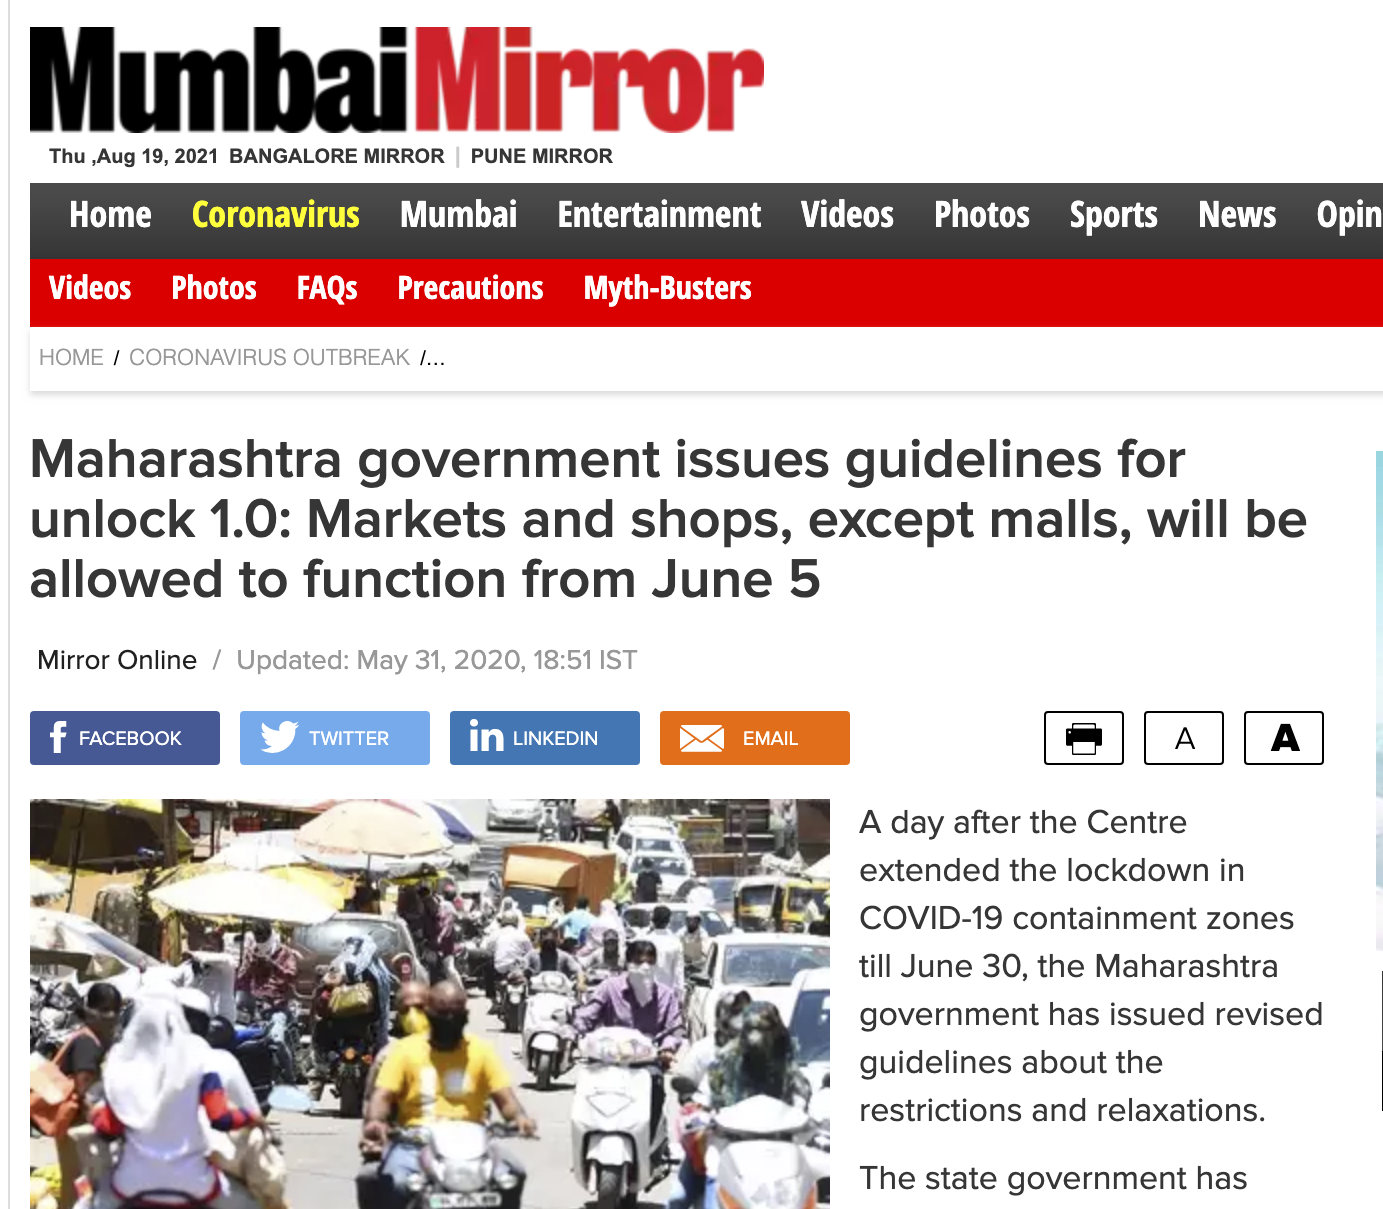 Mumbai Mirror
Thu ,Aug 19, 2021 BANGALORE MIRROR | PUNE MIRROR
Home Coronavirus Mumbai Entertainment Videos Photos Sports News Opin
Videos Photos FAQs Precautions Myth-Busters
HOME / CORONAVIRUS OUTBREAK /...
Maharashtra government issues guidelines for
unlock 1.0: Markets and shops, except malls, will be
allowed to function from June 5
Mirror Online / Updated: May 31, 2020, 18:51 IST
f FACEBOOK TWITTER in LINKEDIN EMAIL A A
A day after the Centre
extended the lockdown in
COVID-19 containment zones
till June 30, the Maharashtra
government has issued revised
guidelines about the
restrictions and relaxations.
The state government has